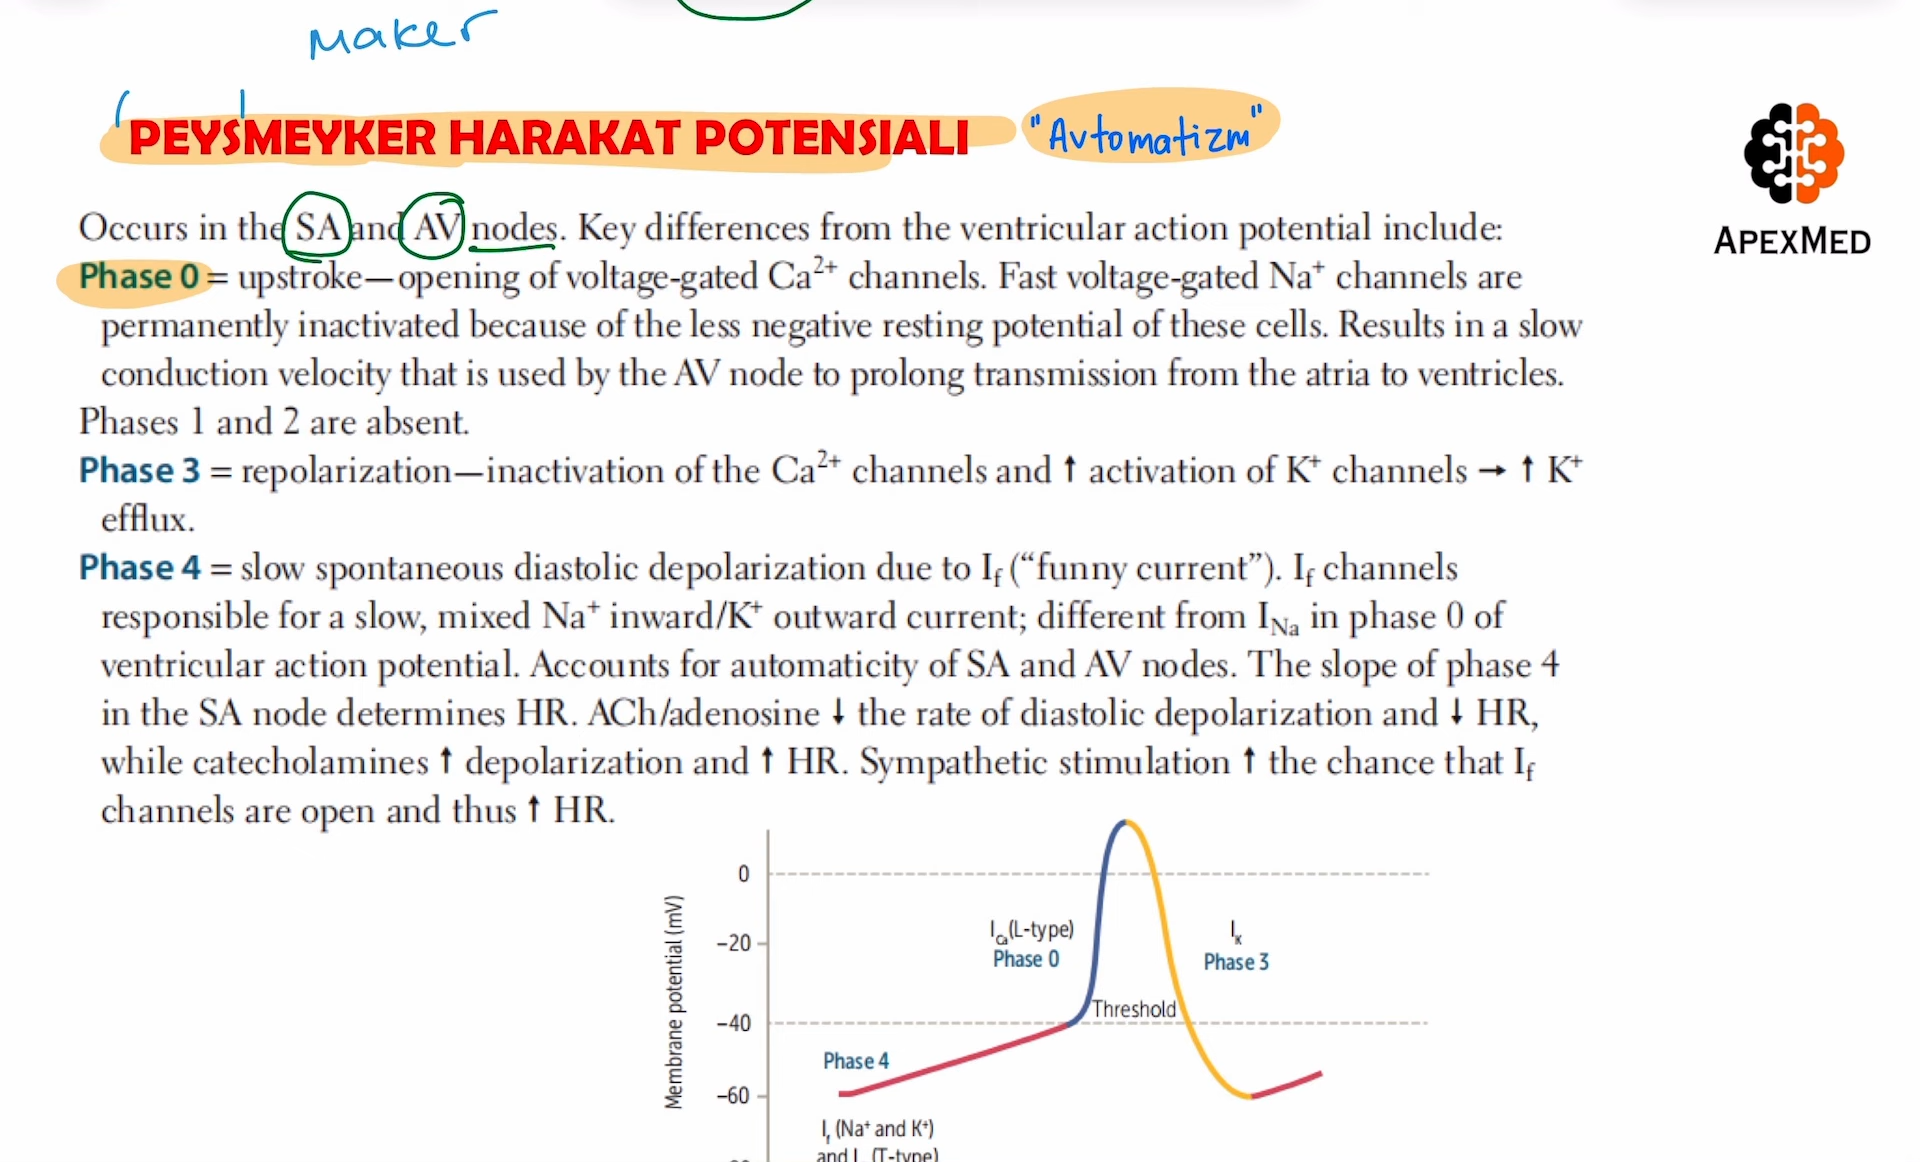 Maker
PEYSMEYKER HARAKAT POTENSIALI "Avtomatizm"
APEXMED
Occurs in the SA and AV nodes. Key differences from the ventricular action potential include:
Phase 0 = upstroke—opening of voltage-gated Ca²⁺ channels. Fast voltage-gated Na⁺ channels are
permanently inactivated because of the less negative resting potential of these cells. Results in a slow
conduction velocity that is used by the AV node to prolong transmission from the atria to ventricles.
Phases 1 and 2 are absent.
Phase 3 = repolarization—inactivation of the Ca²⁺ channels and ↑ activation of K⁺ channels → ↑ K⁺
efflux.
Phase 4 = slow spontaneous diastolic depolarization due to If (“funny current”). If channels
responsible for a slow, mixed Na⁺ inward/K⁺ outward current; different from INa in phase 0 of
ventricular action potential. Accounts for automaticity of SA and AV nodes. The slope of phase 4
in the SA node determines HR. ACh/adenosine ↓ the rate of diastolic depolarization and ↓ HR,
while catecholamines ↑ depolarization and ↑ HR. Sympathetic stimulation ↑ the chance that If
channels are open and thus ↑ HR.
Membrane potential (mV)
0
-20
-40
-60
ICa(L-type)
Phase 0
IK
Phase 3
Threshold
Phase 4
If (Na⁺ and K⁺)
and I (T-type)